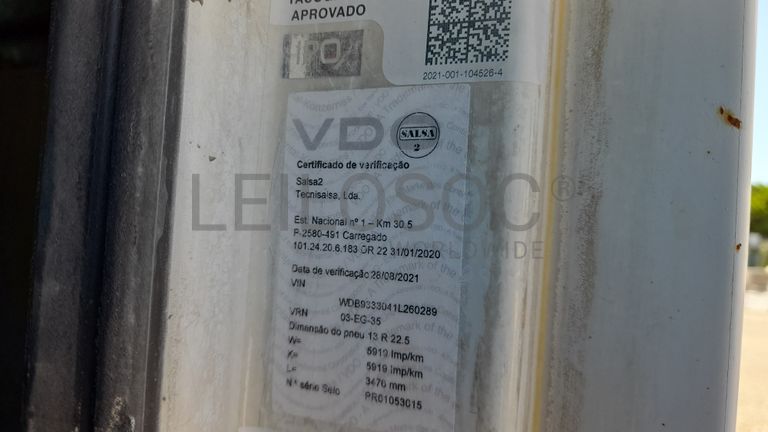 APROVADO
IPO
2021-001-104526-4
VDO
SALSA
2
Certificado de verificação
Salsa2
Tecnisalsa, Lda.
LEILOSOC®
WORLDWIDE
Est. Nacional nº 1 – Km 30.5
P-2580-491 Carregado
101.24.20.6.183 OR 22 31/01/2020
Data de verificação 28/08/2021
VIN
WDB9333041L260289
VRN
03-EG-35
Dimensão do pneu 13 R 22.5
W= 5919 imp/km
K= 5919 imp/km
L= 3470 mm
N.º série Selo PR01053015